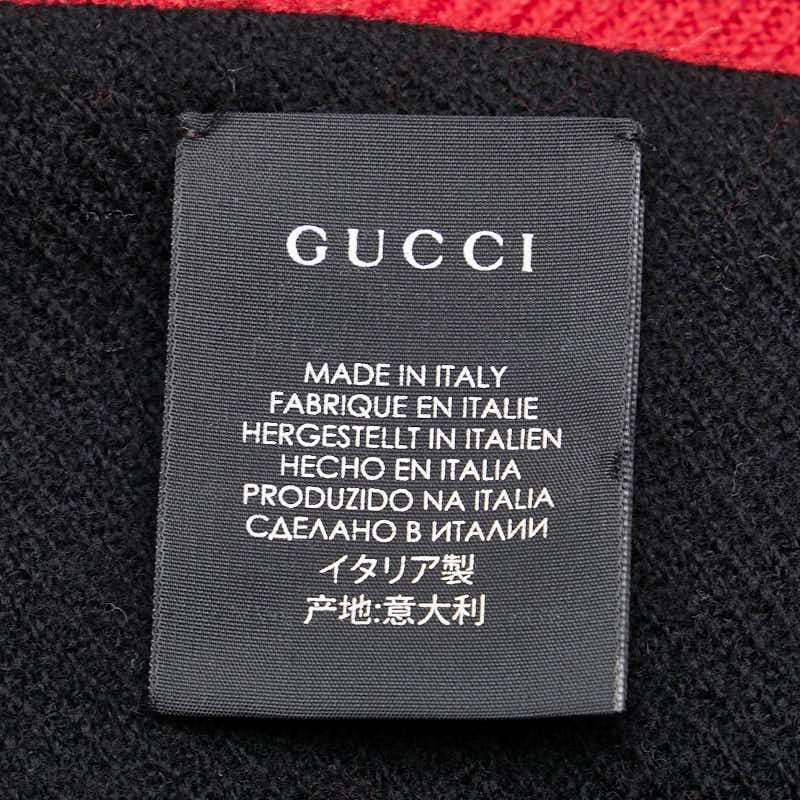 GUCCI
MADE IN ITALY
FABRIQUE EN ITALIE
HERGESTELLT IN ITALIEN
HECHO EN ITALIA
PRODUZIDO NA ITALIA
СДЕЛАНО В ИТАЛИИ
イタリア製
产地:意大利